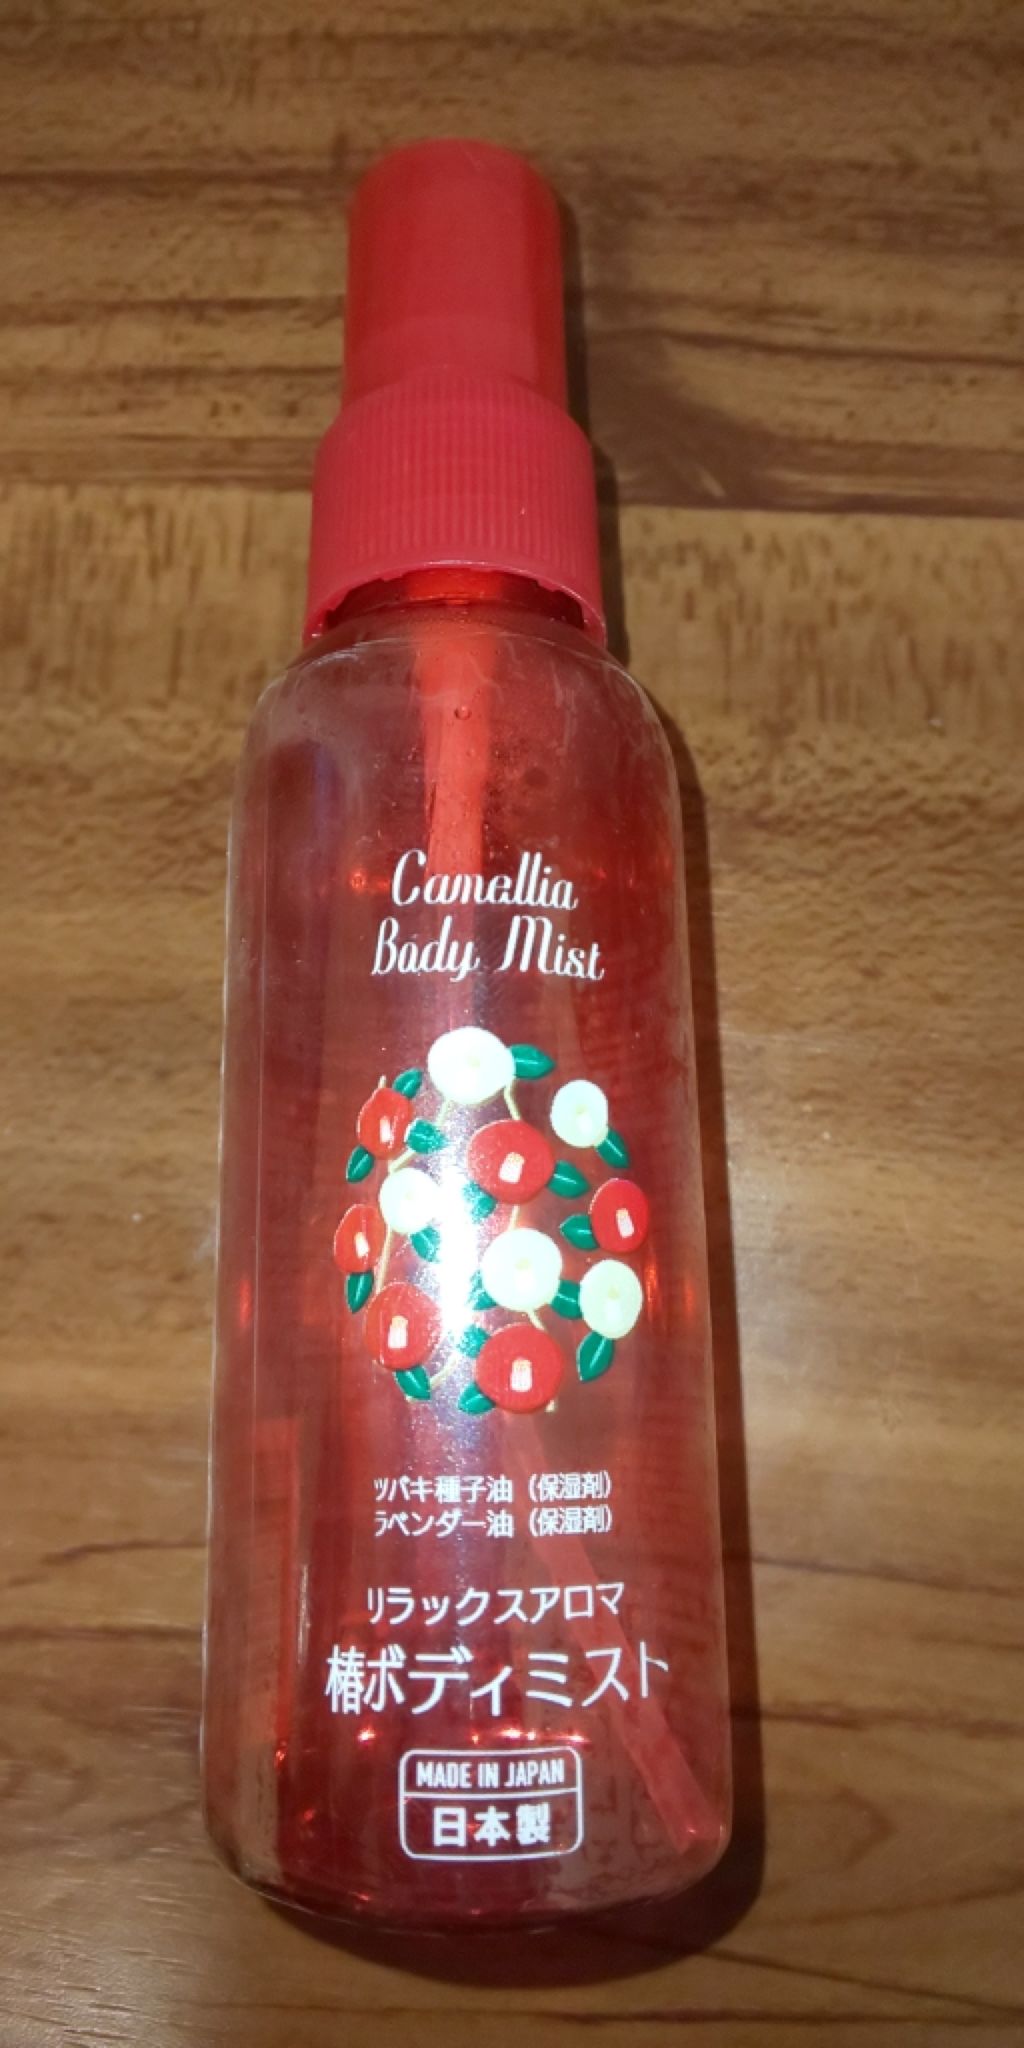 Camellia
Body Mist
ツバキ種子油（保湿剤）
ラベンダー油（保湿剤）
リラックスアロマ
椿ボディミスト
MADE IN JAPAN
日本製